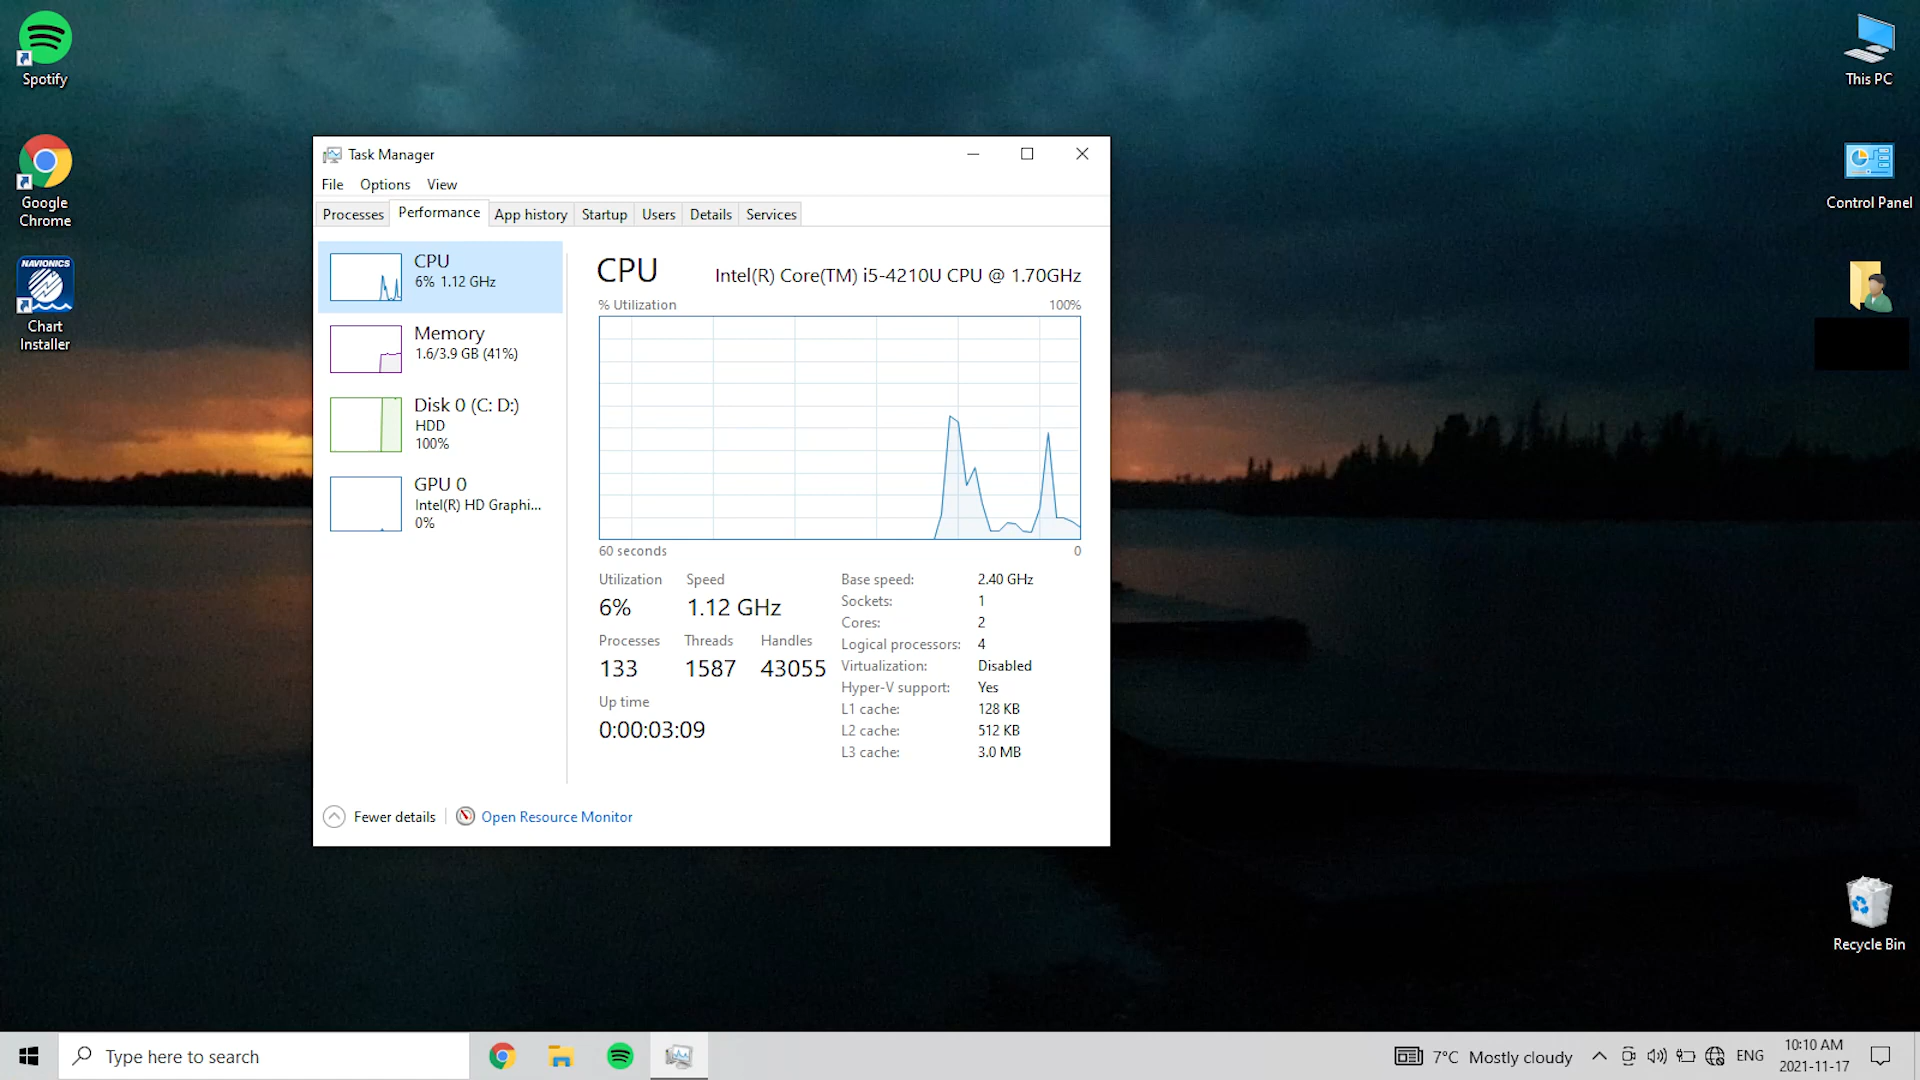 Spotify
Google
Chrome
NAVIONICS
Chart
Installer
This PC
Control Panel
Recycle Bin
Task Manager
File Options View
Processes Performance App history Startup Users Details Services
CPU
6% 1.12 GHz
Memory
1.6/3.9 GB (41%)
Disk 0 (C: D:)
HDD
100%
GPU 0
Intel(R) HD Graphi...
0%
CPU Intel(R) Core(TM) i5-4210U CPU @ 1.70GHz
% Utilization 100%
60 seconds 0
Utilization Speed
6% 1.12 GHz
Processes Threads Handles
133 1587 43055
Up time
0:00:03:09
Base speed: 2.40 GHz
Sockets: 1
Cores: 2
Logical processors: 4
Virtualization: Disabled
Hyper-V support: Yes
L1 cache: 128 KB
L2 cache: 512 KB
L3 cache: 3.0 MB
Fewer details Open Resource Monitor
Type here to search
7°C Mostly cloudy
ENG
10:10 AM
2021-11-17